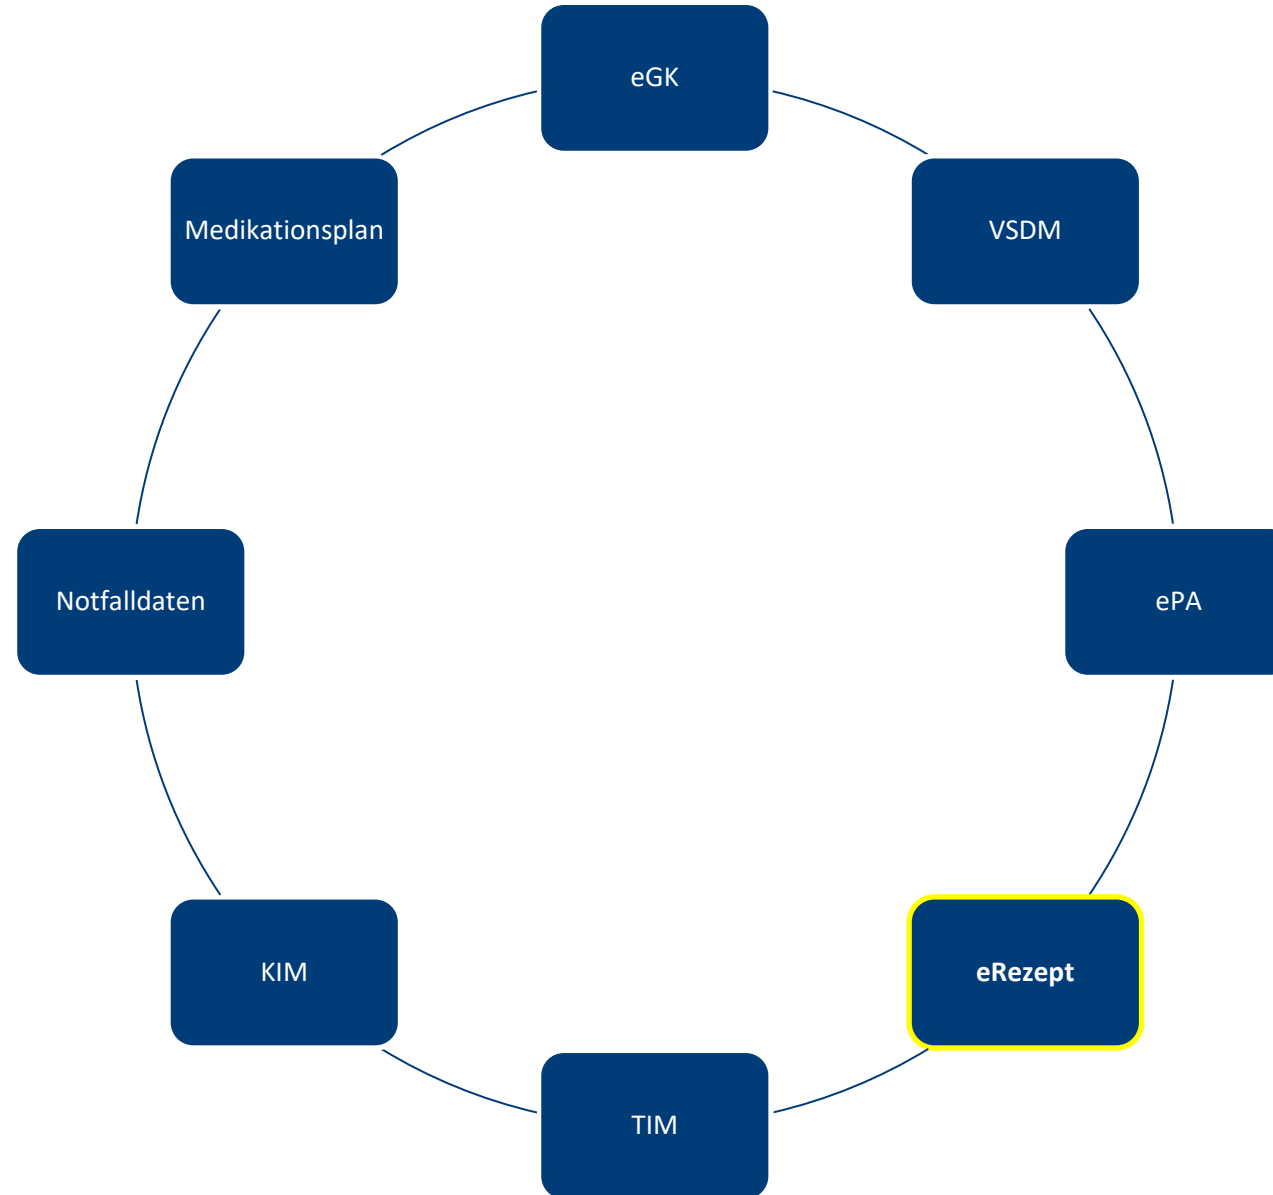 eGK
VSDM
ePA
eRezept
TIM
KIM
Notfalldaten
Medikationsplan